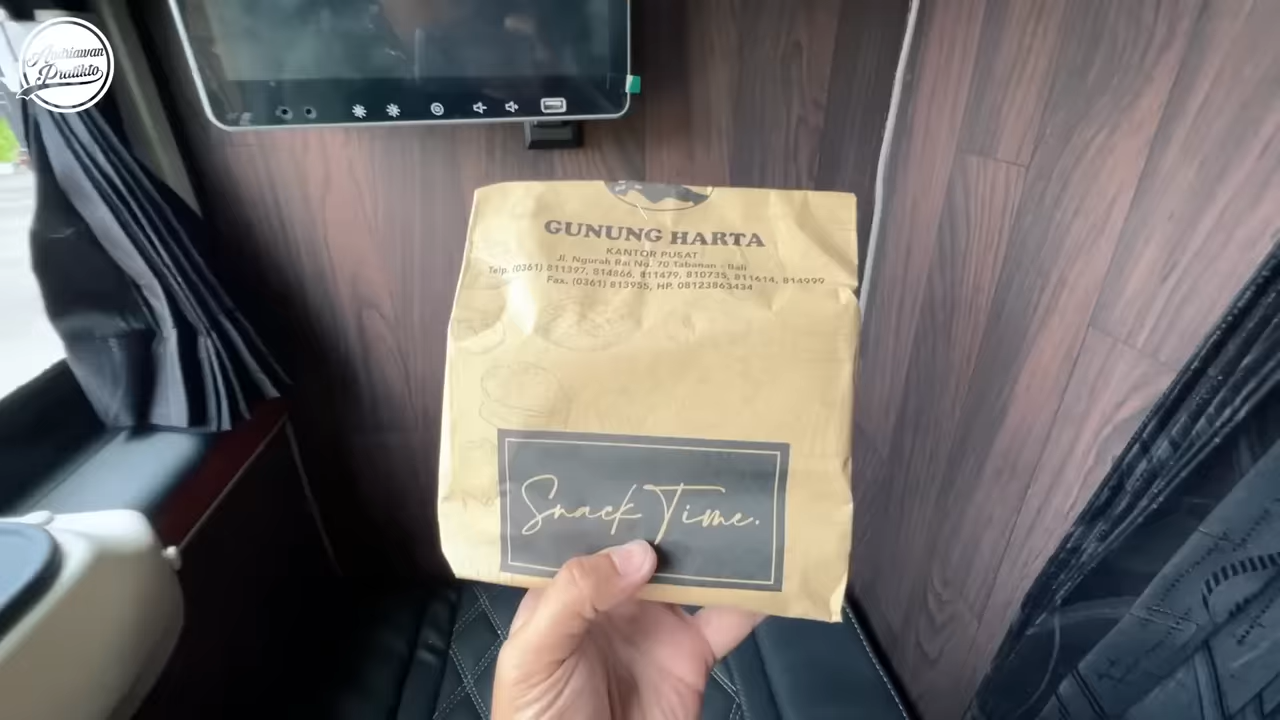 Andriawan
Pratikto
GUNUNG HARTA
KANTOR PUSAT
Jl. Ngurah Rai No. 70 Tabanan - Bali
Telp. (0361) 811397, 814866, 811479, 810735, 811614, 814999
Fax. (0361) 813955, HP. 08123863434
Snack Time.